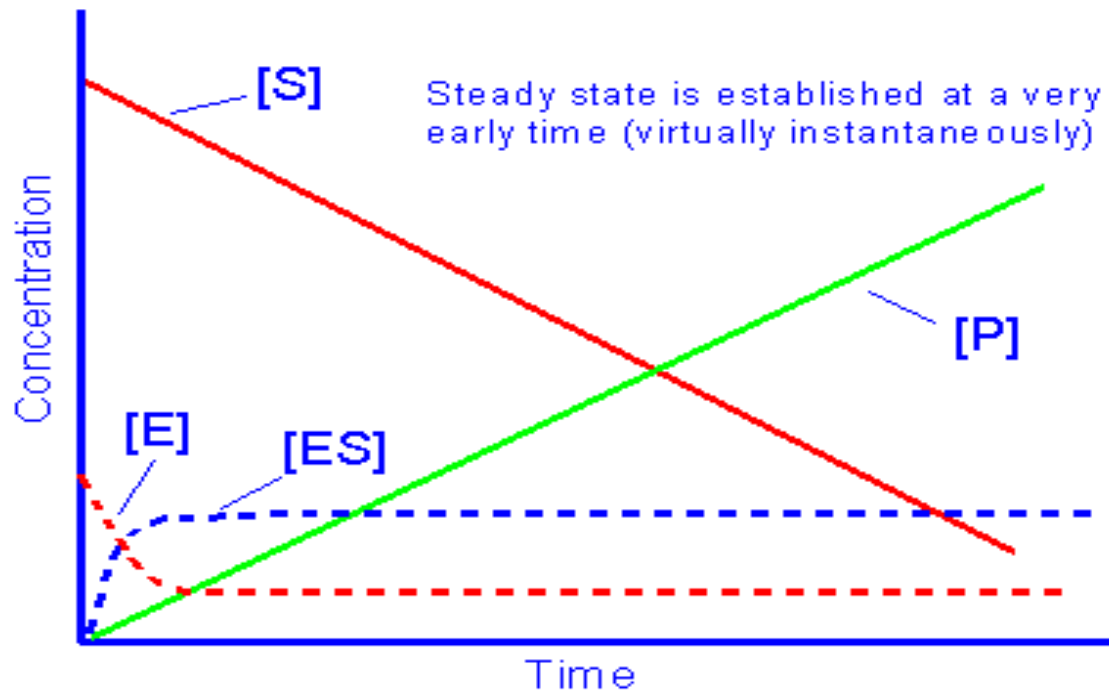 [S]
Steady state is established at a very
early time (virtually instantaneously)
Concentration
[P]
[E]
[ES]
Time